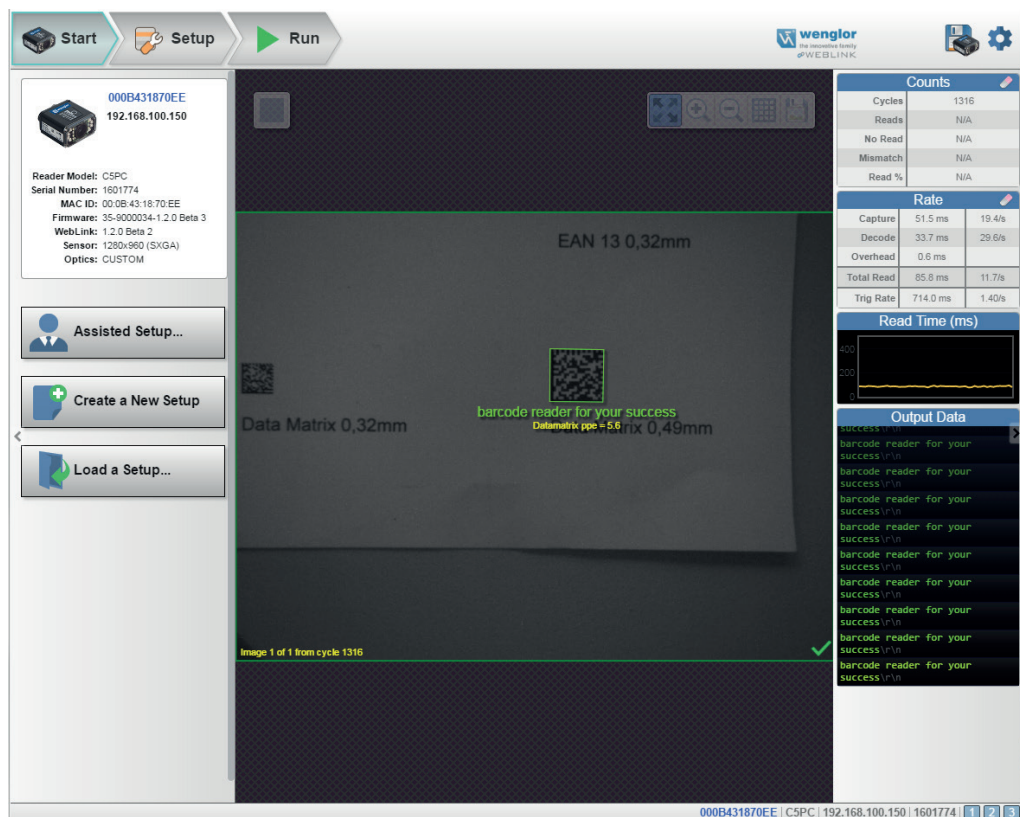 Start
Setup
Run
wenglor
the innovative family
WEBLINK
000B431870EE
192.168.100.150
Reader Model: C5PC
Serial Number: 1601774
MAC ID: 00:0B:43:18:70:EE
Firmware: 35-9000034-1.2.0 Beta 3
WebLink: 1.2.0 Beta 2
Sensor: 1280x960 (SXGA)
Optics: CUSTOM
Assisted Setup...
Create a New Setup
Load a Setup...
EAN 13 0,32mm
Data Matrix 0,32mm
barcode reader for your success
Datamatrix ppe = 5.6
Data Matrix 0,49mm
Image 1 of 1 from cycle 1316
Counts
Cycles 1316
Reads N/A
No Read N/A
Mismatch N/A
Read % N/A
Rate
Capture 51.5 ms 19.4/s
Decode 33.7 ms 29.6/s
Overhead 0.6 ms
Total Read 85.8 ms 11.7/s
Trig Rate 714.0 ms 1.40/s
Read Time (ms)
400
200
0
Output Data
success\r\n
barcode reader for your
success\r\n
barcode reader for your
success\r\n
barcode reader for your
success\r\n
barcode reader for your
success\r\n
barcode reader for your
success\r\n
barcode reader for your
success\r\n
barcode reader for your
success\r\n
barcode reader for your
success\r\n
barcode reader for your
success\r\n
000B431870EE | C5PC | 192.168.100.150 | 1601774 | 1 2 3